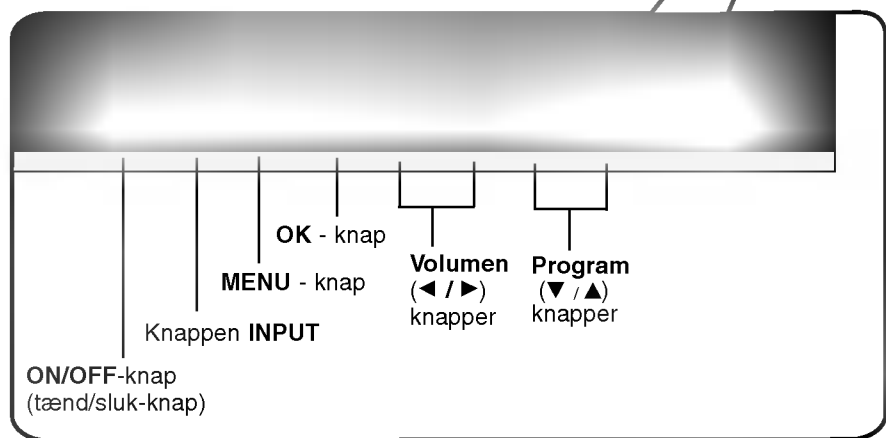 OK - knap
MENU - knap
Knappen INPUT
ON/OFF-knap
(tænd/sluk-knap)
Volumen
(◄ / ►)
knapper
Program
(▼ / ▲)
knapper